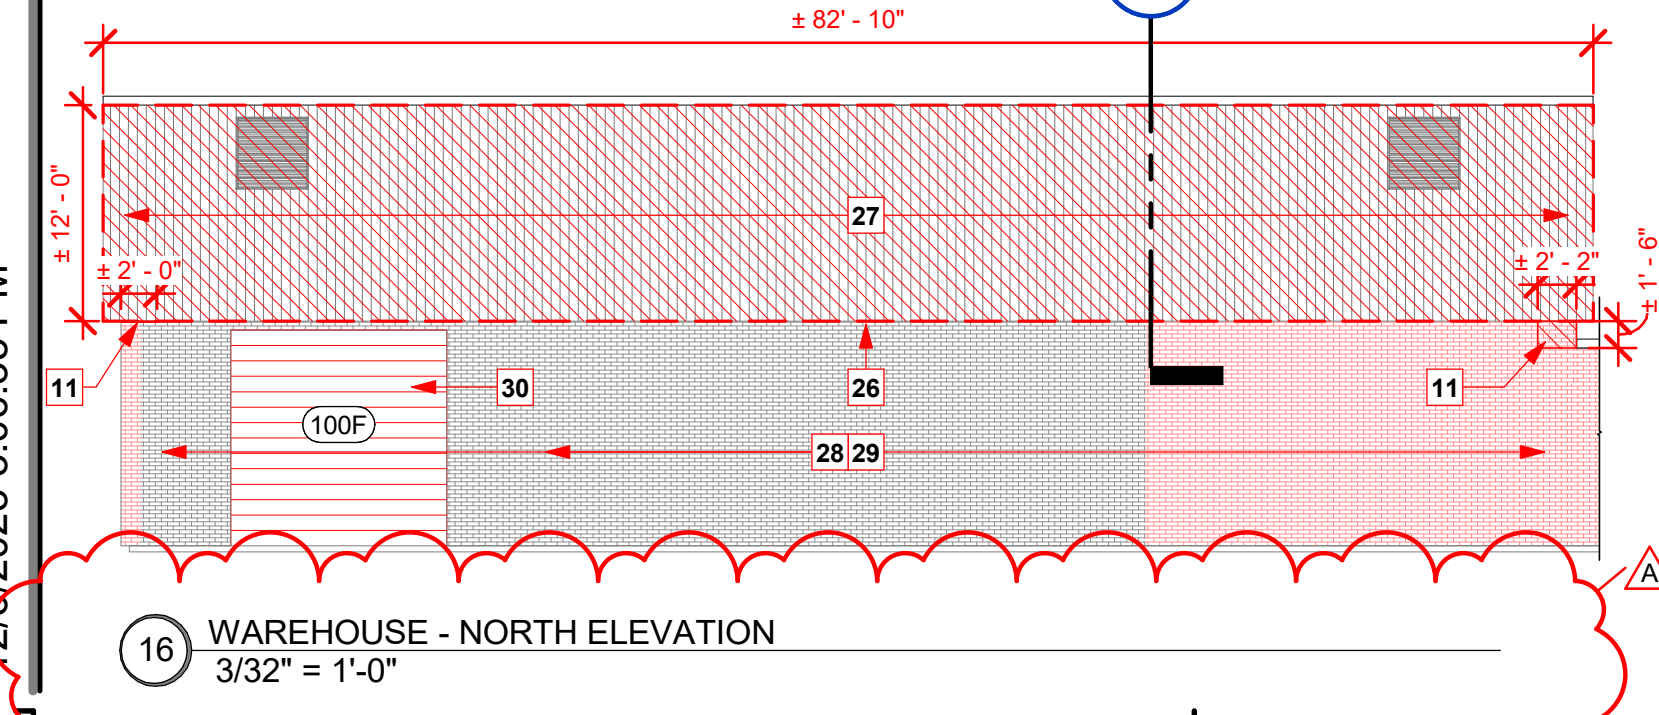 ± 82' - 10"
± 12' - 0"
27
± 2' - 0"
± 2' - 2"
± 1' - 6"
11
30
26
11
100F
28 29
A
16
WAREHOUSE - NORTH ELEVATION
3/32" = 1'-0"